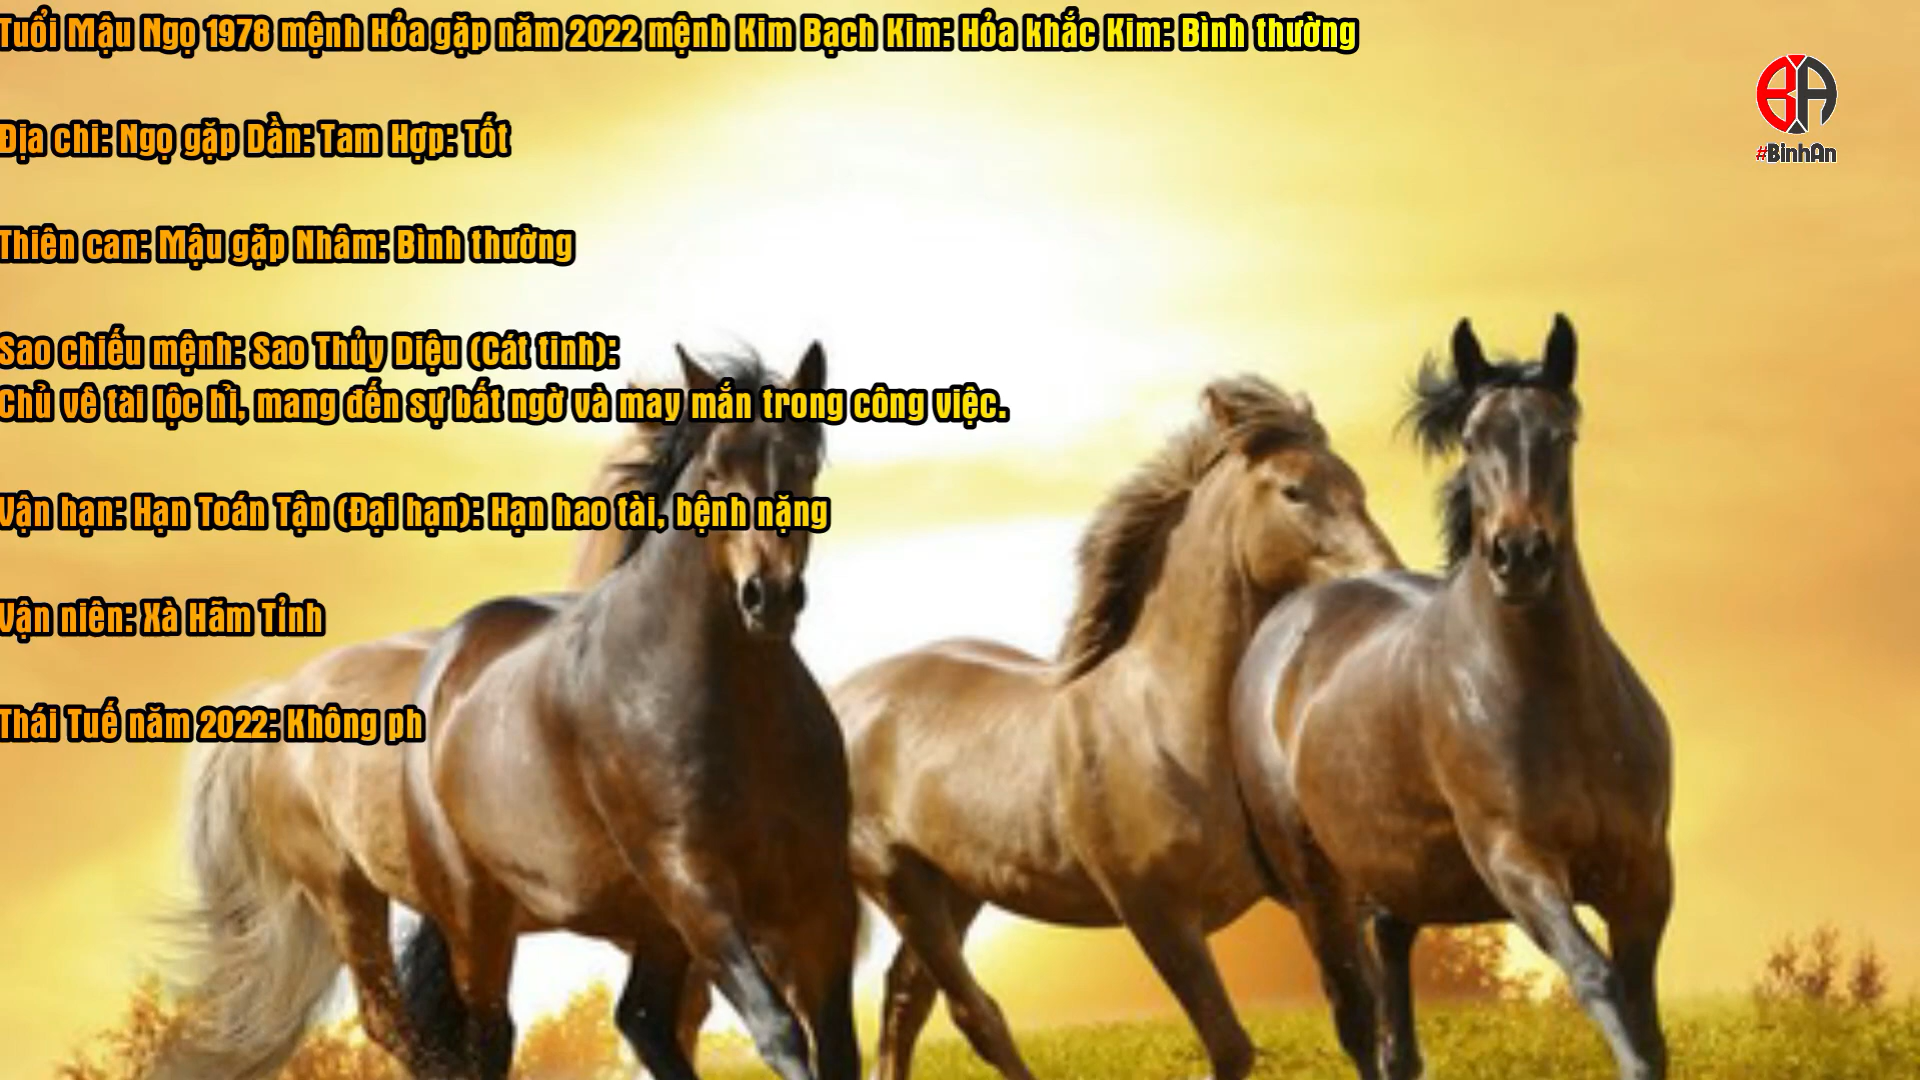 Tuổi Mậu Ngọ 1978 mệnh Hỏa gặp năm 2022 mệnh Kim Bạch Kim: Hỏa khắc Kim: Bình thường
Địa chi: Ngọ gặp Dần: Tam Hợp: Tốt
Thiên can: Mậu gặp Nhâm: Bình thường
Sao chiếu mệnh: Sao Thủy Diệu (Cát tinh):
Chủ về tài lộc hỉ, mang đến sự bất ngờ và may mắn trong công việc.
Vận hạn: Hạn Toán Tận (Đại hạn): Hạn hao tài, bệnh nặng
Vận niên: Xà Hãm Tỉnh
Thái Tuế năm 2022: Không ph
BA
#BinhAn